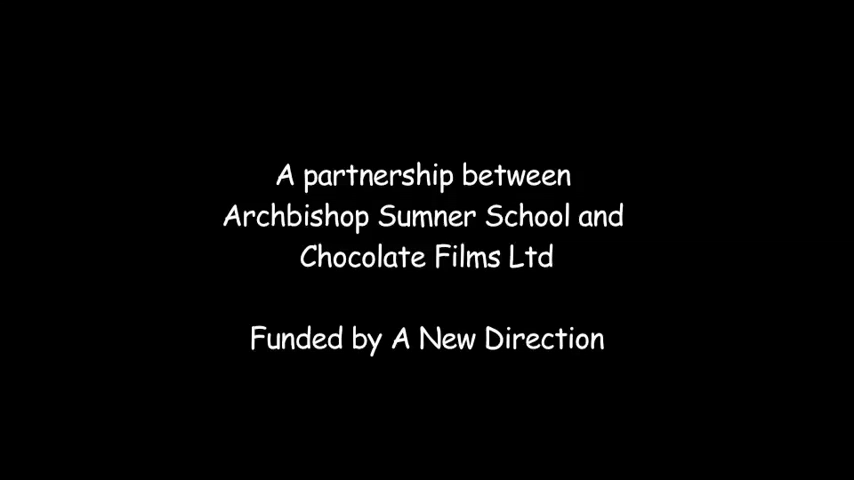 A partnership between
Archbishop Sumner School and
Chocolate Films Ltd
Funded by A New Direction